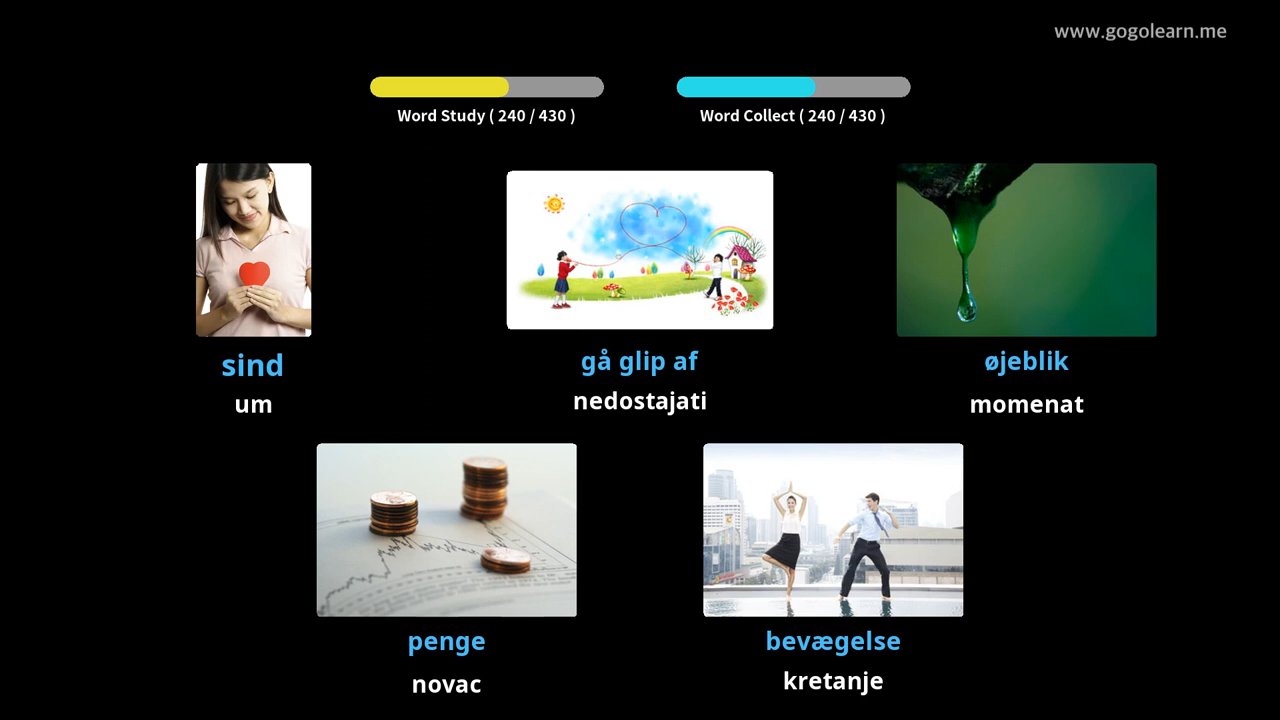 www.gogolearn.me
Word Study ( 240 / 430 )
Word Collect ( 240 / 430 )
sind
um
gå glip af
nedostajati
øjeblik
momenat
penge
novac
bevægelse
kretanje